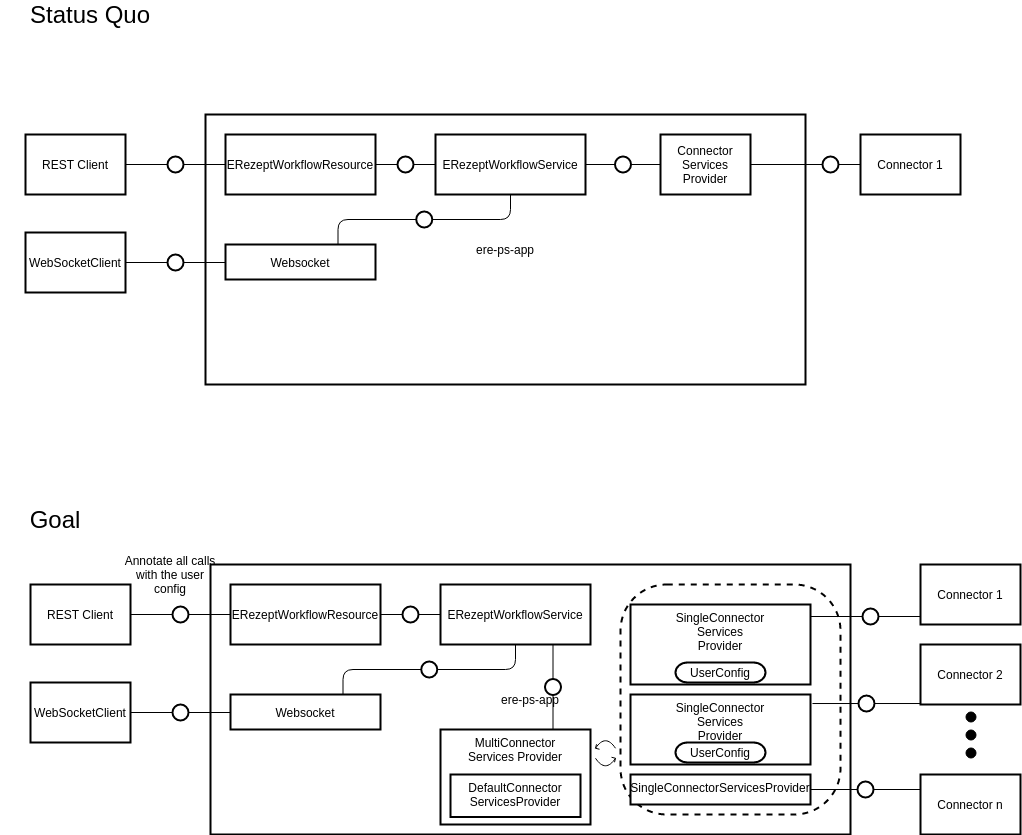 Status Quo
REST Client
ERezeptWorkflowResource
ERezeptWorkflowService
Connector
Services
Provider
Connector 1
WebSocketClient
Websocket
ere-ps-app
Goal
Annotate all calls
with the user
config
REST Client
ERezeptWorkflowResource
ERezeptWorkflowService
SingleConnector
Services
Provider
UserConfig
Connector 1
WebSocketClient
Websocket
ere-ps-app
SingleConnector
Services
Provider
UserConfig
Connector 2
MultiConnector
Services Provider
DefaultConnector
ServicesProvider
SingleConnectorServicesProvider
Connector n